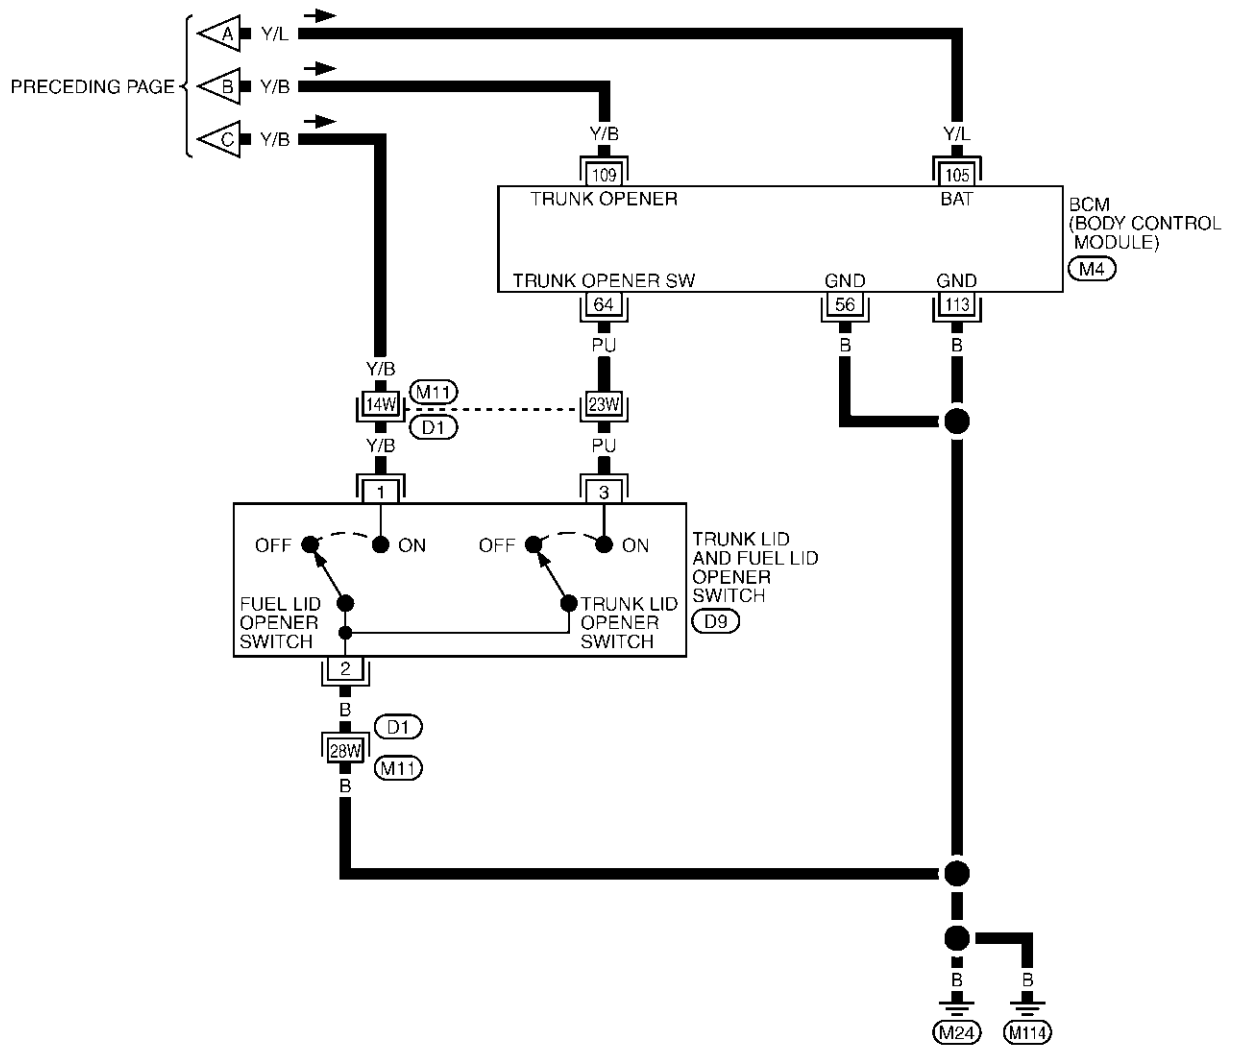 A Y/L
PRECEDING PAGE
B Y/B
C Y/B
Y/B
Y/L
109
105
TRUNK OPENER
BAT
BCM
(BODY CONTROL
MODULE)
M4
TRUNK OPENER SW
GND
GND
64
56
113
PU
B
B
Y/B
M11
14W
23W
D1
Y/B
PU
1
3
OFF
ON
OFF
ON
TRUNK LID
AND FUEL LID
OPENER
SWITCH
D9
FUEL LID
OPENER
SWITCH
TRUNK LID
OPENER
SWITCH
2
B
D1
28W
M11
B
B
B
M24
M114